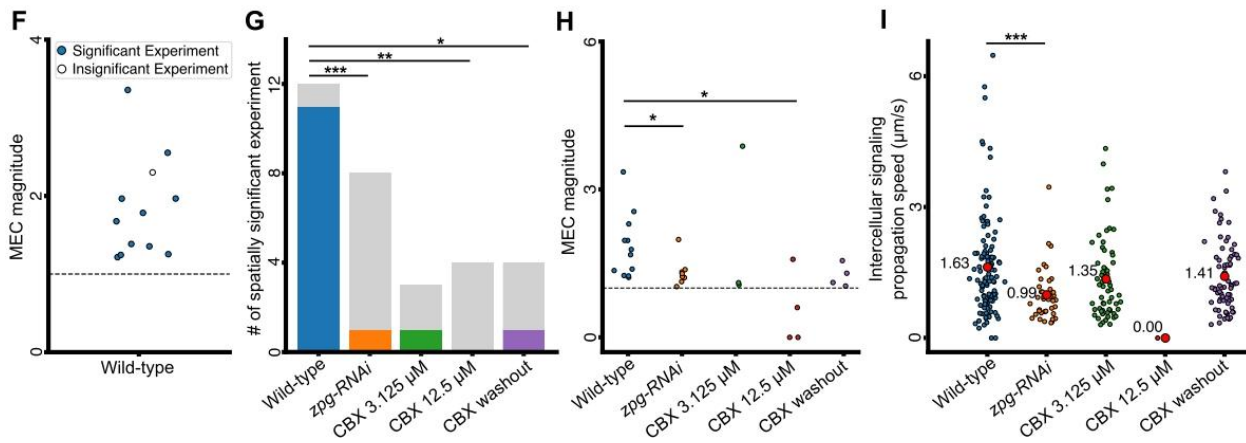 F
4
Significant Experiment
Insignificant Experiment
MEC magnitude
2
0
Wild-type
G
# of spatially significant experiment
12
8
4
0
*
**
***
Wild-type
zpg-RNAi
CBX 3.125 µM
CBX 12.5 µM
CBX washout
H
MEC magnitude
6
3
0
*
*
Wild-type
zpg-RNAi
CBX 3.125 µM
CBX 12.5 µM
CBX washout
I
Intercellular signaling
propagation speed (µm/s)
6
3
0
***
1.63
0.99
1.35
0.00
1.41
Wild-type
zpg-RNAi
CBX 3.125 µM
CBX 12.5 µM
CBX washout